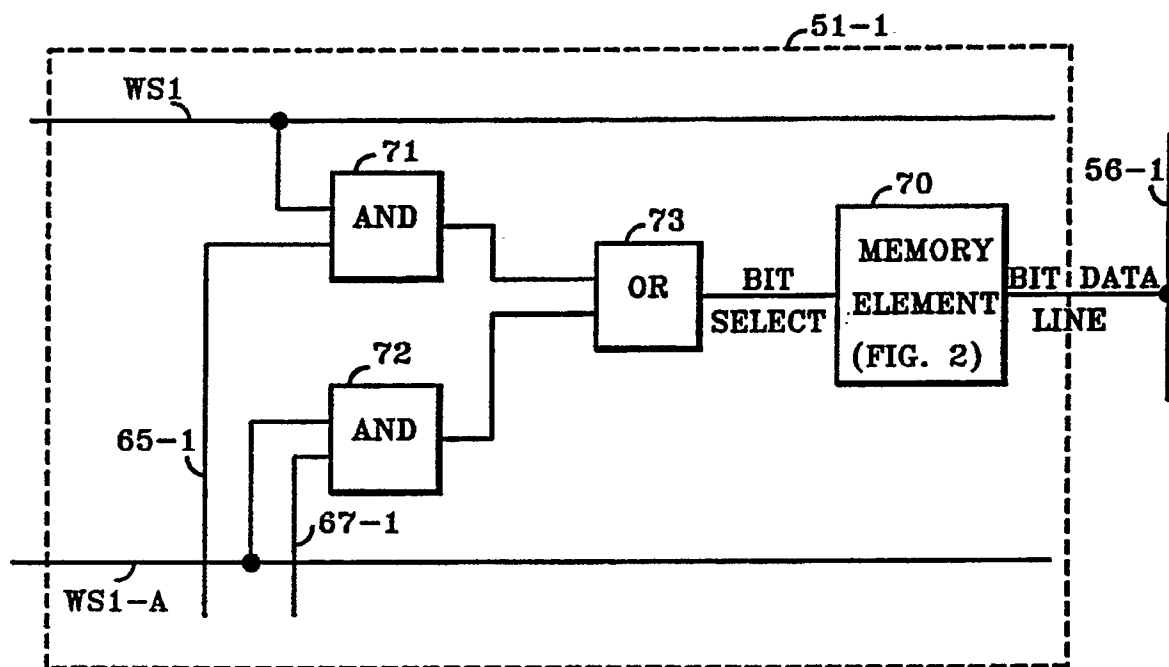 51-1
WS1
71
AND
56-1
70
73
MEMORY
ELEMENT
(FIG. 2)
OR
BIT
SELECT
BIT DATA
LINE
72
AND
65-1
67-1
WS1-A